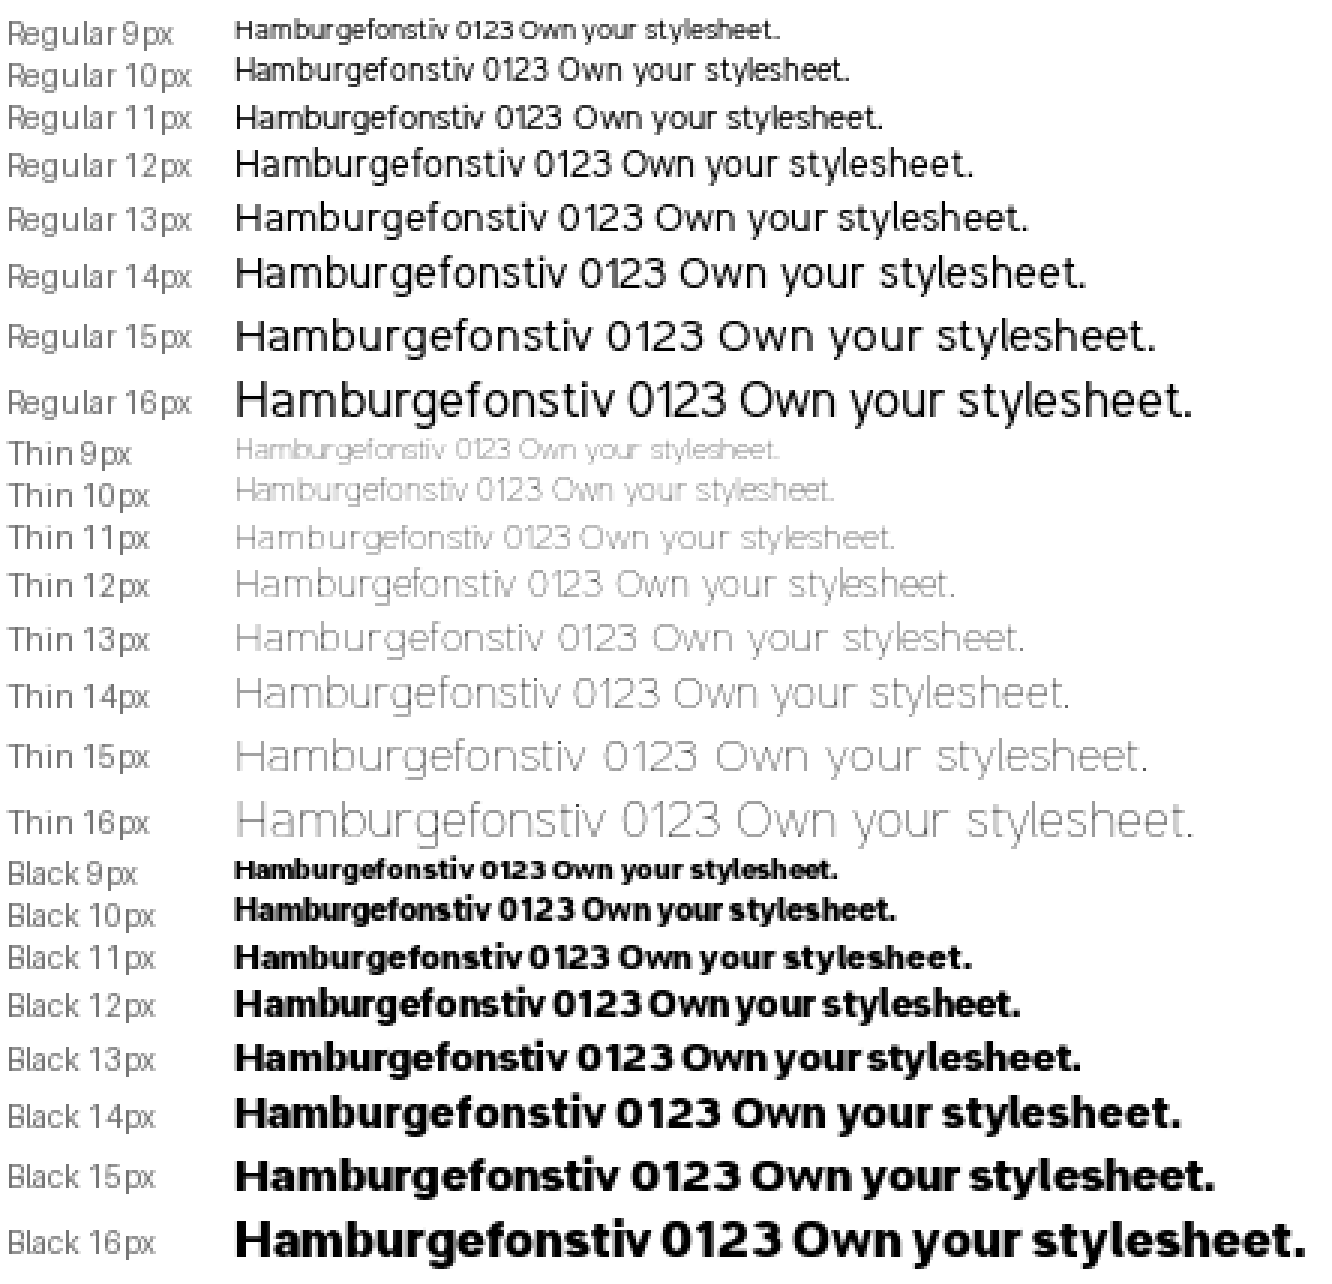 Regular 9px Hamburgefonstiv 0123 Own your stylesheet.
Regular 10px Hamburgefonstiv 0123 Own your stylesheet.
Regular 11px Hamburgefonstiv 0123 Own your stylesheet.
Regular 12px Hamburgefonstiv 0123 Own your stylesheet.
Regular 13px Hamburgefonstiv 0123 Own your stylesheet.
Regular 14px Hamburgefonstiv 0123 Own your stylesheet.
Regular 15px Hamburgefonstiv 0123 Own your stylesheet.
Regular 16px Hamburgefonstiv 0123 Own your stylesheet.
Thin 9px Hamburgefonstiv 0123 Own your stylesheet.
Thin 10px Hamburgefonstiv 0123 Own your stylesheet.
Thin 11px Hamburgefonstiv 0123 Own your stylesheet.
Thin 12px Hamburgefonstiv 0123 Own your stylesheet.
Thin 13px Hamburgefonstiv 0123 Own your stylesheet.
Thin 14px Hamburgefonstiv 0123 Own your stylesheet.
Thin 15px Hamburgefonstiv 0123 Own your stylesheet.
Thin 16px Hamburgefonstiv 0123 Own your stylesheet.
Black 9px Hamburgefonstiv 0123 Own your stylesheet.
Black 10px Hamburgefonstiv 0123 Own your stylesheet.
Black 11px Hamburgefonstiv 0123 Own your stylesheet.
Black 12px Hamburgefonstiv 0123 Own your stylesheet.
Black 13px Hamburgefonstiv 0123 Own your stylesheet.
Black 14px Hamburgefonstiv 0123 Own your stylesheet.
Black 15px Hamburgefonstiv 0123 Own your stylesheet.
Black 16px Hamburgefonstiv 0123 Own your stylesheet.